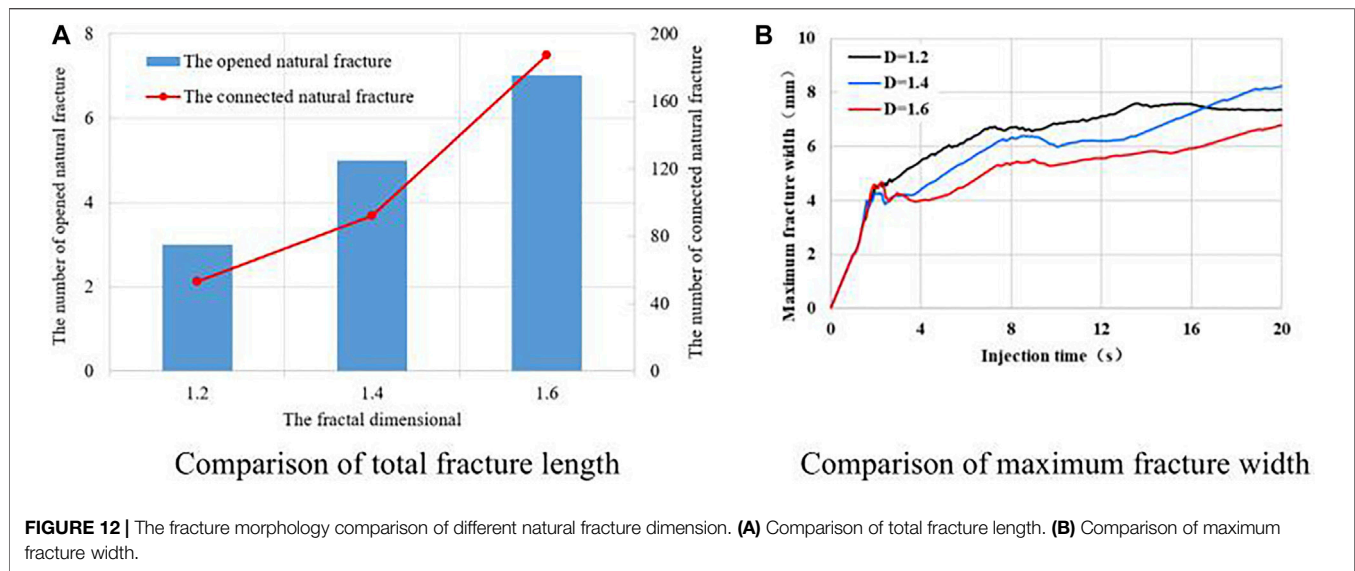 A
The number of opened natural fracture
8
6
4
2
0
The opened natural fracture
The connected natural fracture
200
160
120
80
40
0
The number of connected natural fracture
1.2
1.4
1.6
The fractal dimensional
Comparison of total fracture length
B
Maximum fracture width（mm）
10
8
6
4
2
0
D=1.2
D=1.4
D=1.6
0
4
8
12
16
20
Injection time（s）
Comparison of maximum fracture width
FIGURE 12 | The fracture morphology comparison of different natural fracture dimension. (A) Comparison of total fracture length. (B) Comparison of maximum
fracture width.